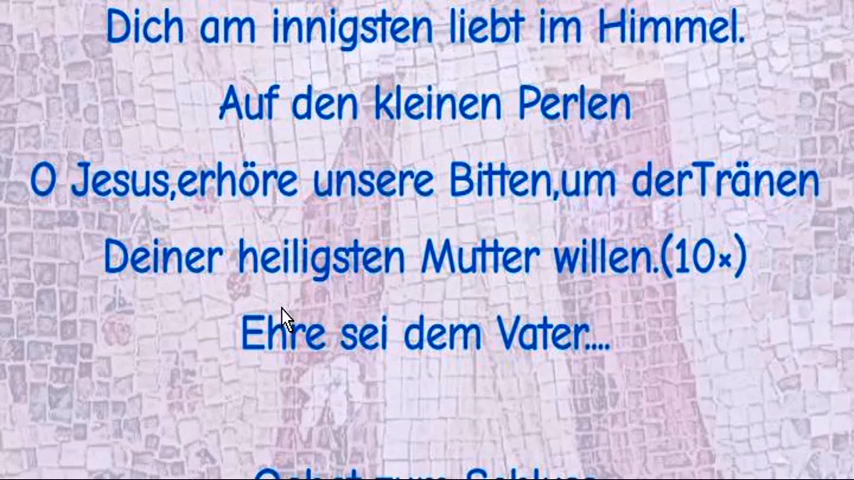 Dich am innigsten liebt im Himmel.
Auf den kleinen Perlen
O Jesus,erhöre unsere Bitten,um derTränen
Deiner heiligsten Mutter willen.(10×)
Ehre sei dem Vater....
zum